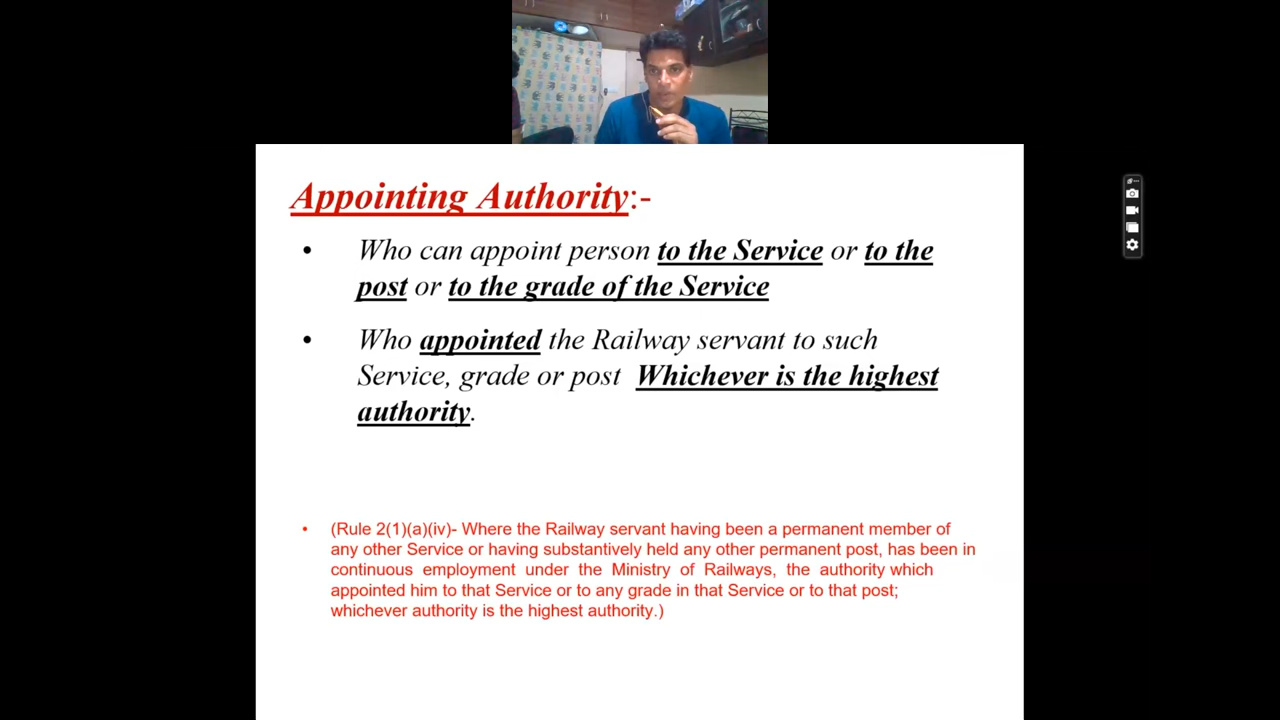 Appointing Authority:-
• Who can appoint person to the Service or to the
post or to the grade of the Service
• Who appointed the Railway servant to such
Service, grade or post Whichever is the highest
authority.
• (Rule 2(1)(a)(iv)- Where the Railway servant having been a permanent member of
any other Service or having substantively held any other permanent post, has been in
continuous employment under the Ministry of Railways, the authority which
appointed him to that Service or to any grade in that Service or to that post;
whichever authority is the highest authority.)